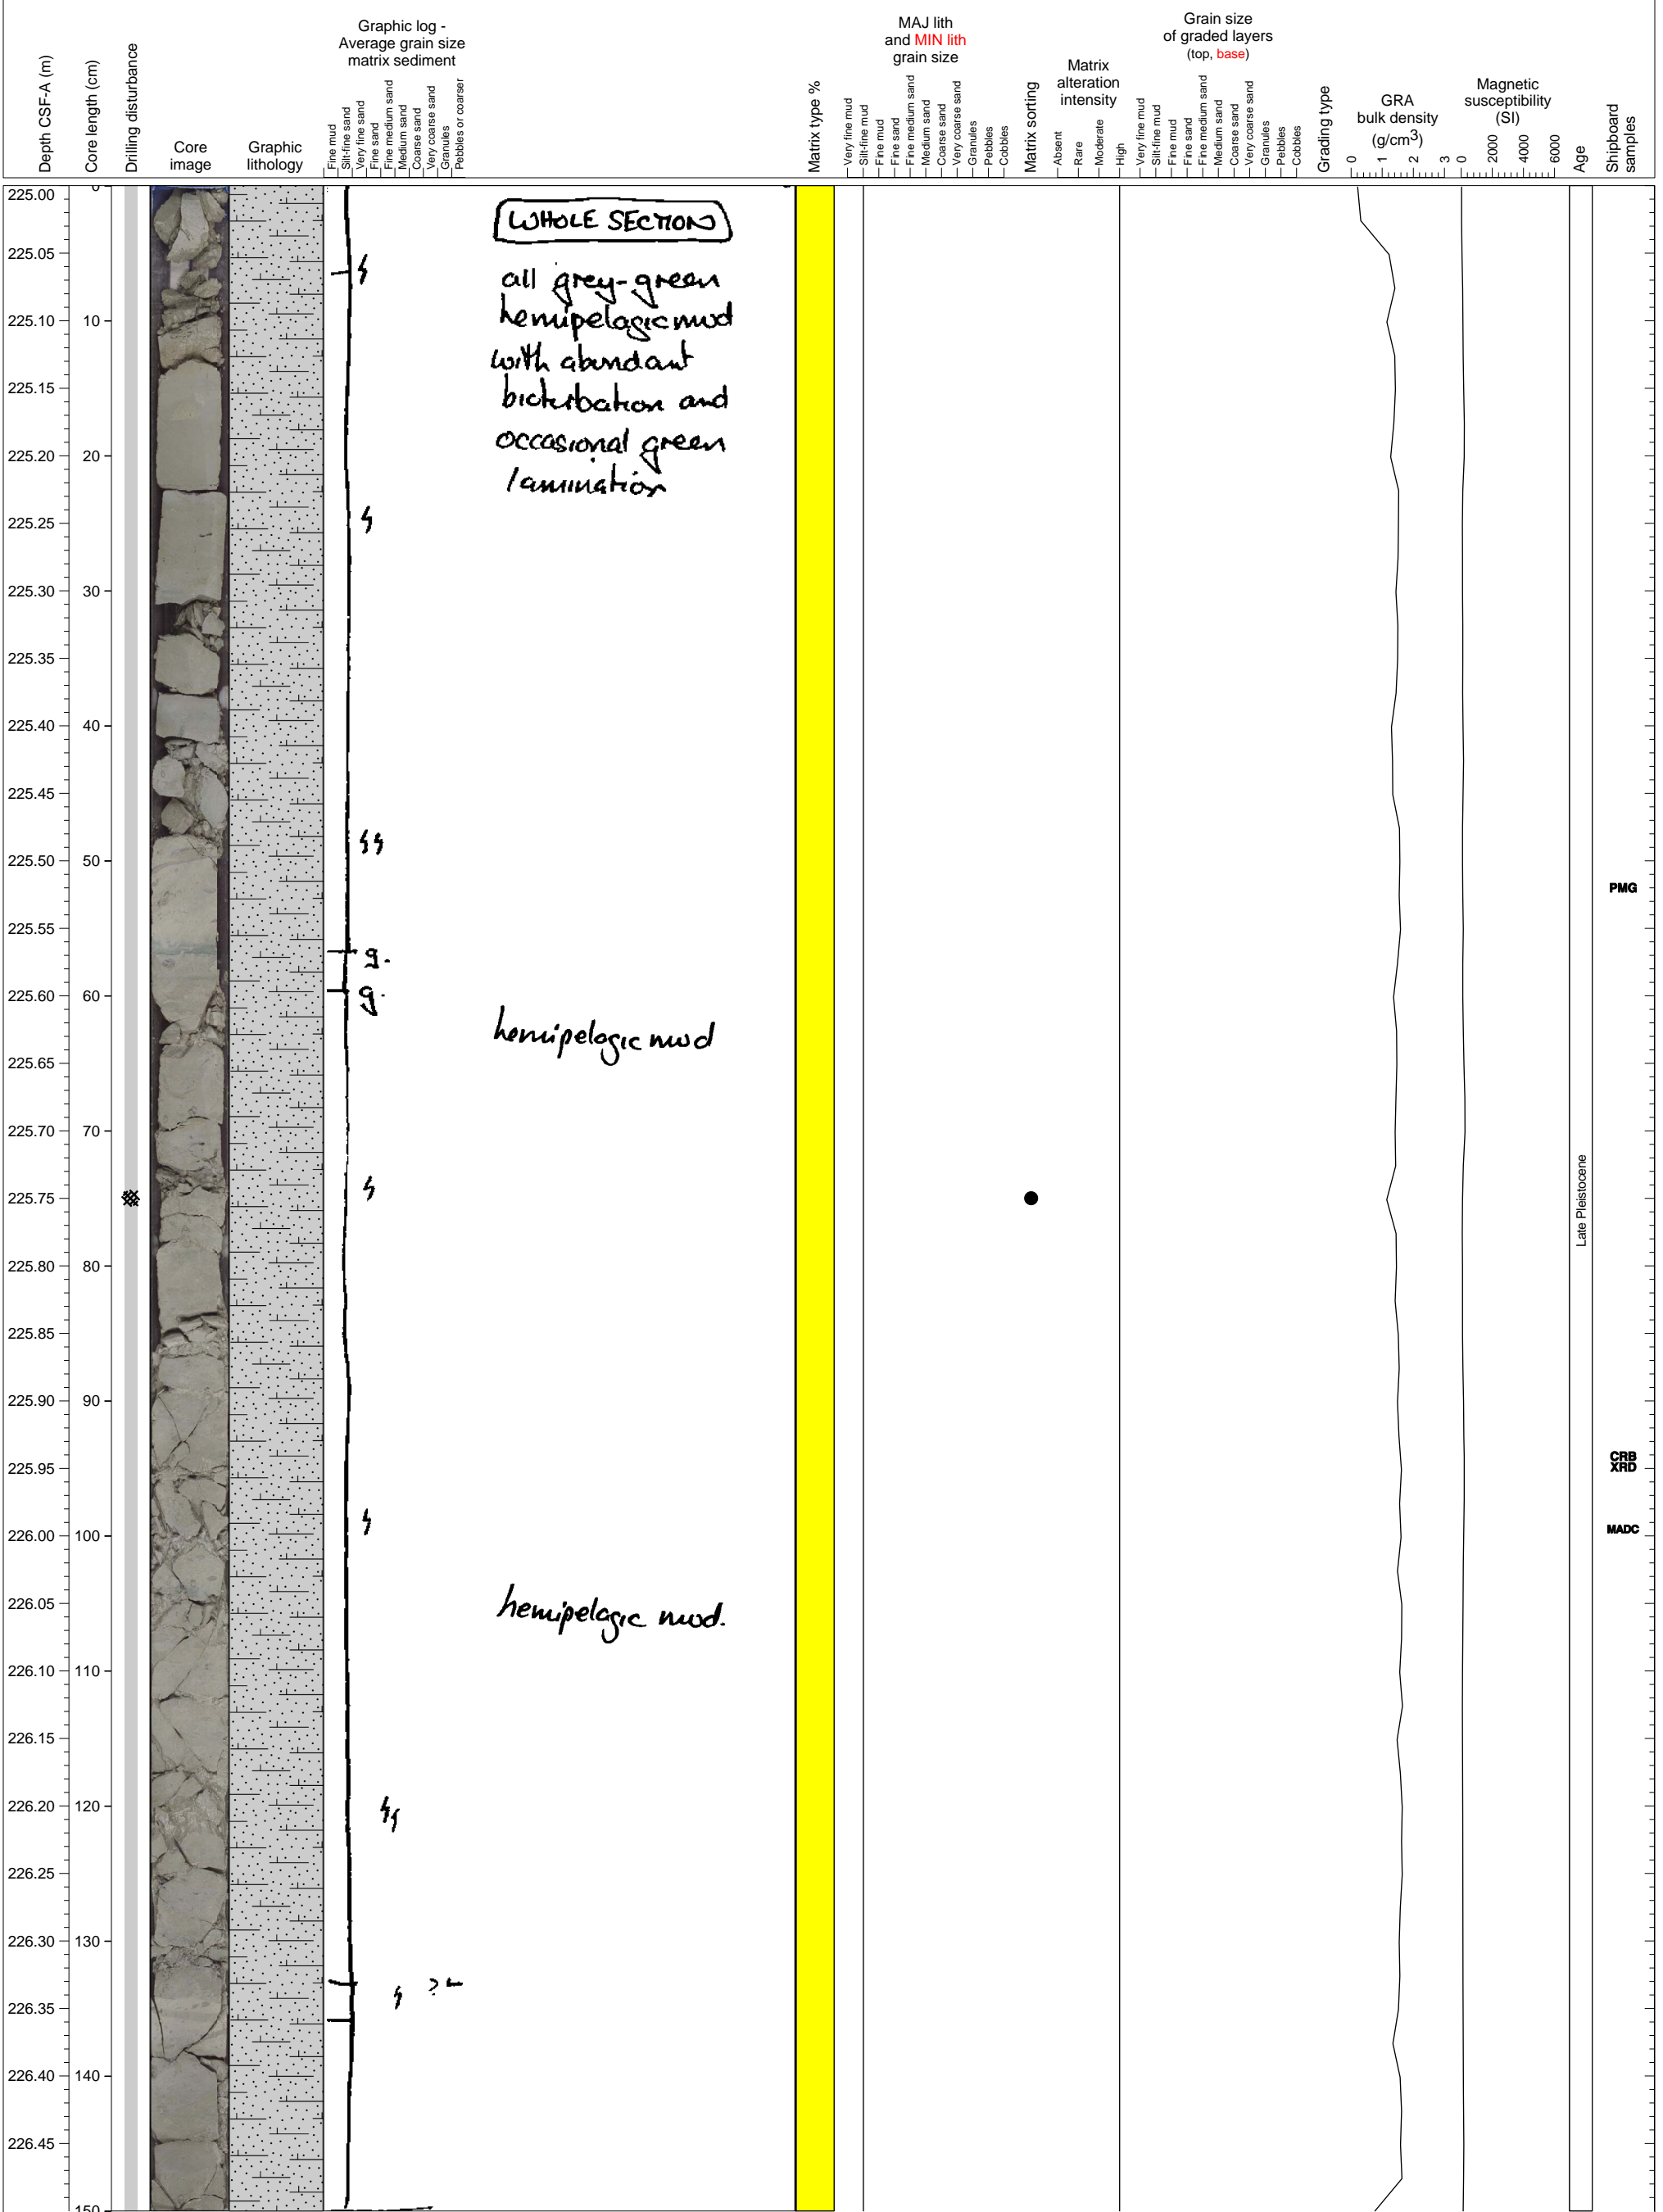 Depth CSF-A (m)
Core length (cm)
Drilling disturbance
Core
image
Graphic
lithology
Graphic log -
Average grain size
matrix sediment
Fine mud
Silt-fine sand
Very fine sand
Fine sand
Fine medium sand
Medium sand
Coarse sand
Very coarse sand
Granules
Pebbles or coarser
Matrix type %
MAJ lith
and MIN lith
grain size
Very fine mud
Silt-fine mud
Fine mud
Fine sand
Fine medium sand
Medium sand
Coarse sand
Very coarse sand
Granules
Pebbles
Cobbles
Matrix sorting
Matrix
alteration
intensity
Absent
Rare
Moderate
High
Grain size
of graded layers
(top, base)
Very fine mud
Silt-fine mud
Fine mud
Fine sand
Fine medium sand
Medium sand
Coarse sand
Very coarse sand
Granules
Pebbles
Cobbles
Grading type
GRA
bulk density
(g/cm3)
0 1 2 3
Magnetic
susceptibility
(SI)
0 2000 4000 6000
Age
Shipboard
samples
225.00 0
225.05
225.10 10
225.15
225.20 20
225.25
225.30 30
225.35
225.40 40
225.45
225.50 50
225.55
225.60 60
225.65
225.70 70
225.75
225.80 80
225.85
225.90 90
225.95
226.00 100
226.05
226.10 110
226.15
226.20 120
226.25
226.30 130
226.35
226.40 140
226.45
150
WHOLE SECTION
all grey-green
hemipelagic mud
with abundant
bioturbation and
occasional green
lamination
g.
g.
hemipelagic mud
hemipelagic mud.
Late Pleistocene
PMG
CRB
XRD
MADC